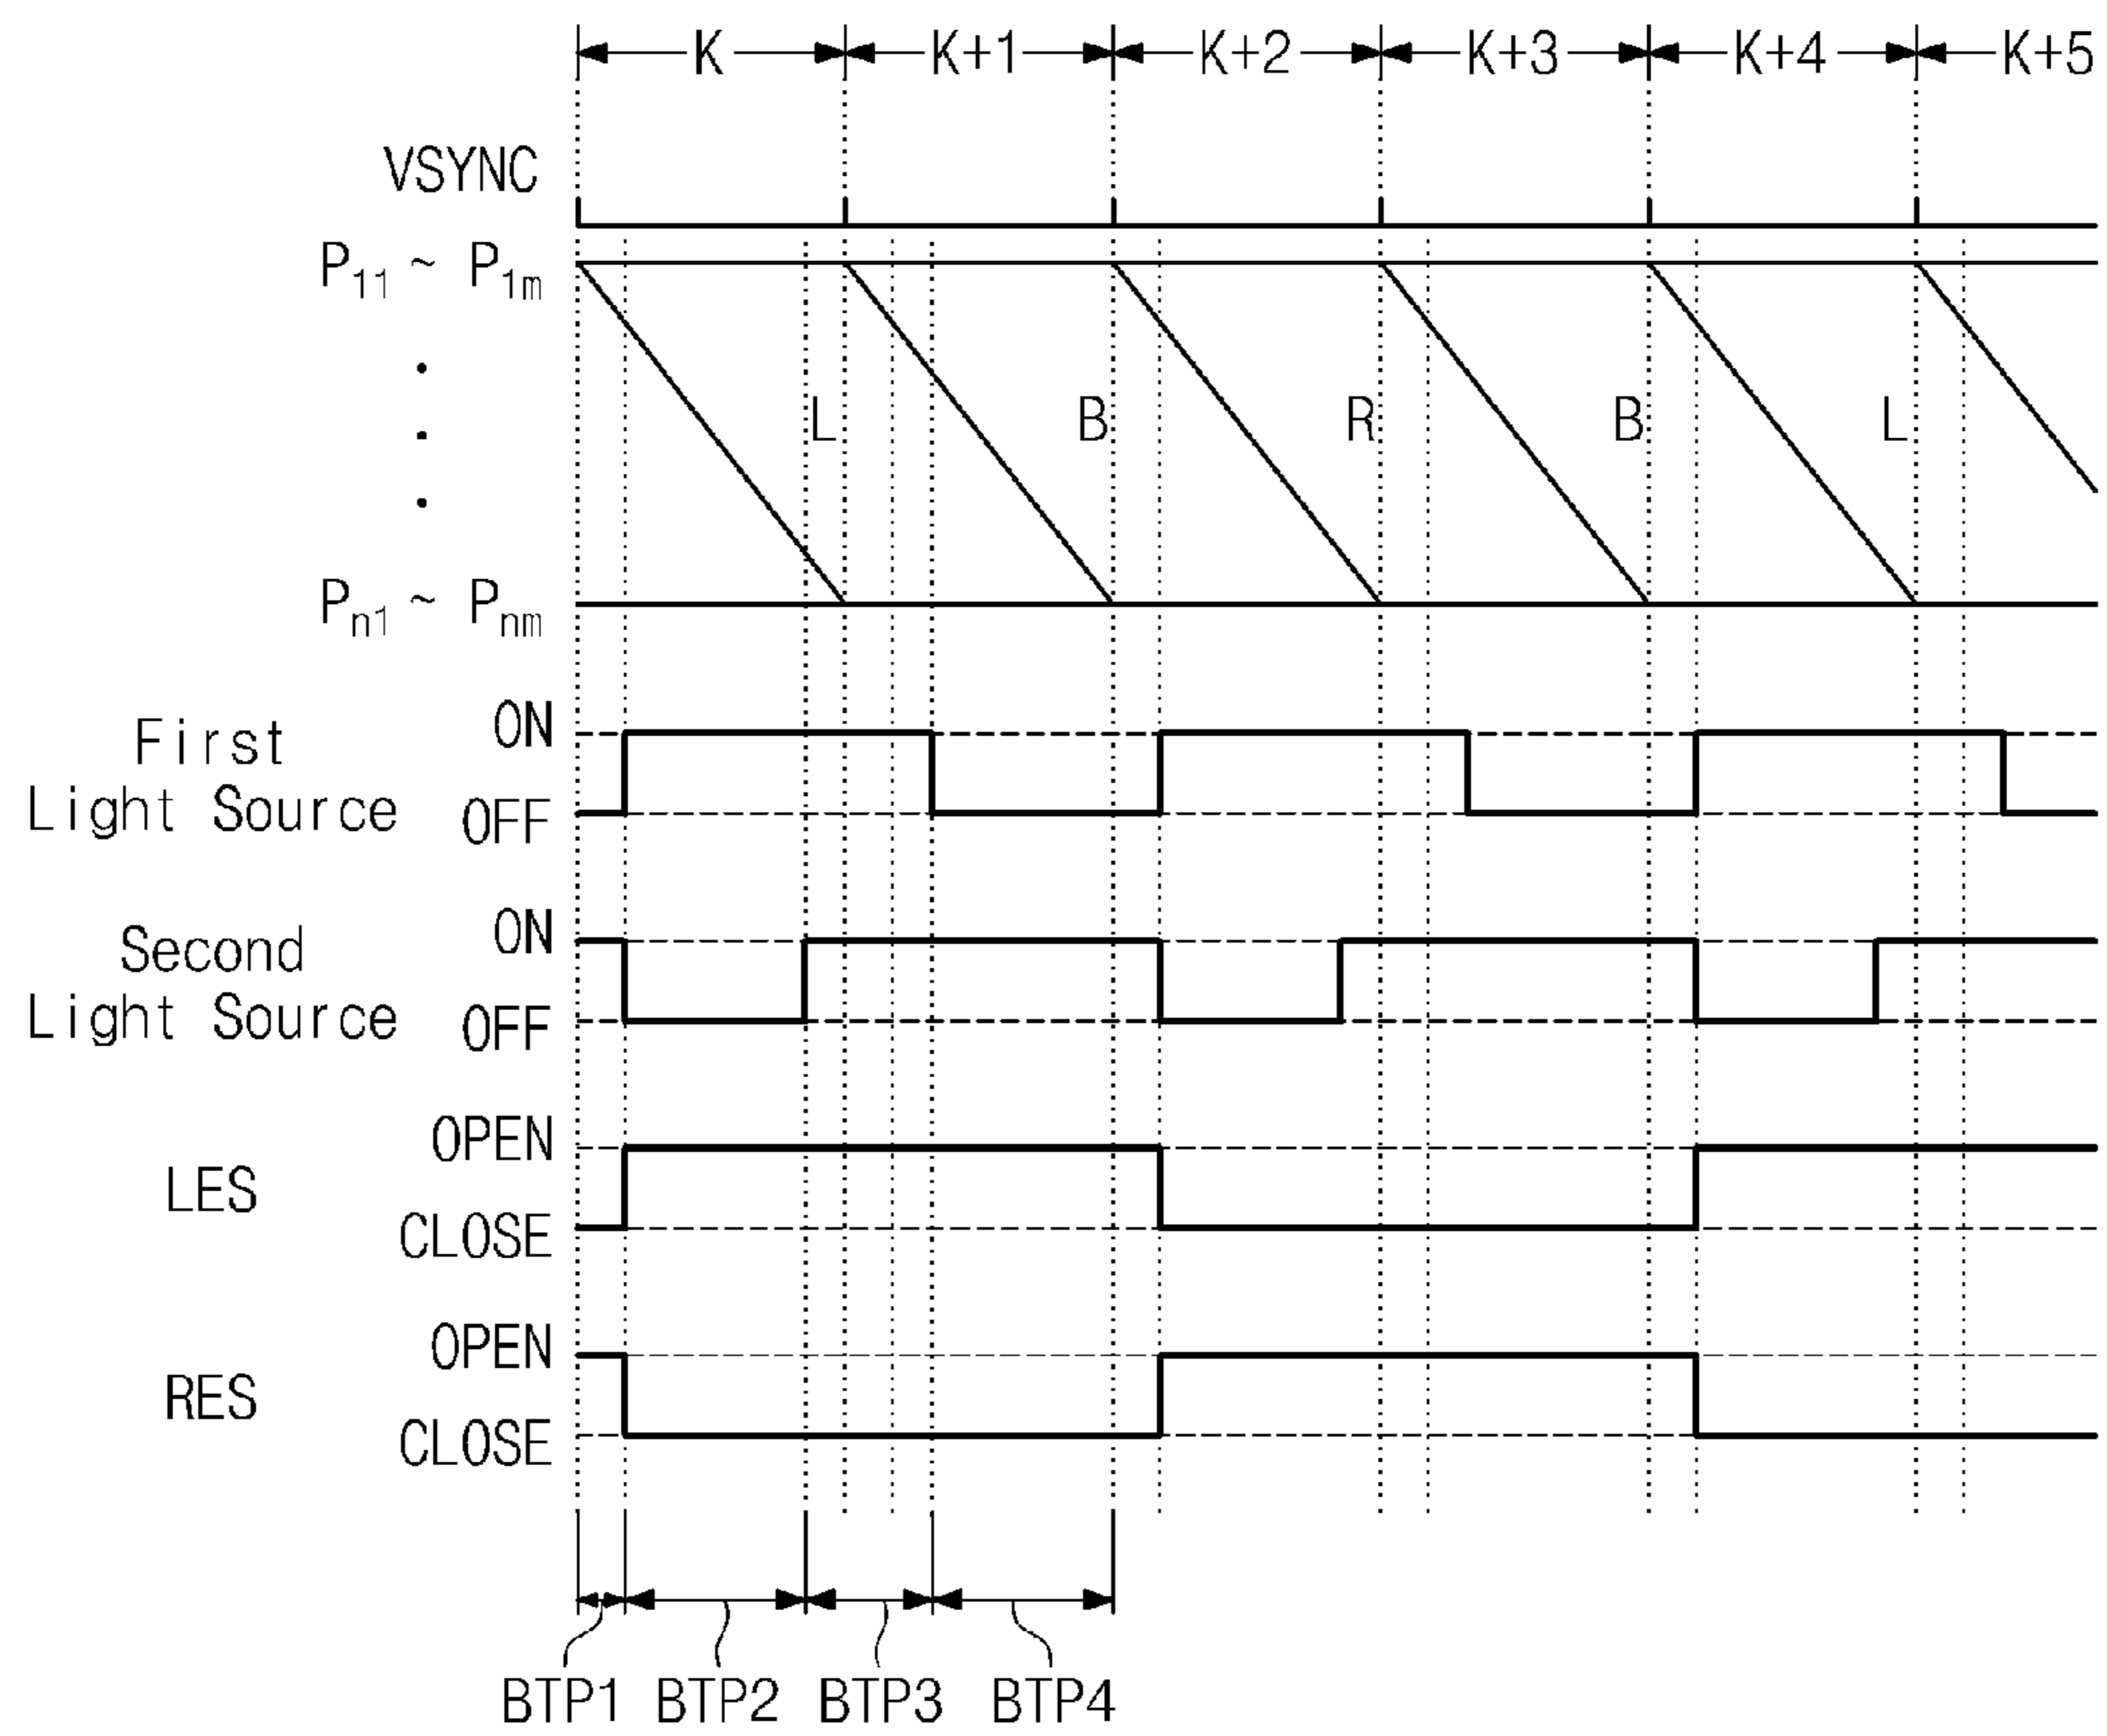 K K+1 K+2 K+3 K+4 K+5
VSYNC
P11 ~ P1m
L B R B L
Pn1 ~ Pnm
First
Light Source
ON
OFF
Second
Light Source
ON
OFF
LES
OPEN
CLOSE
RES
OPEN
CLOSE
BTP1 BTP2 BTP3 BTP4